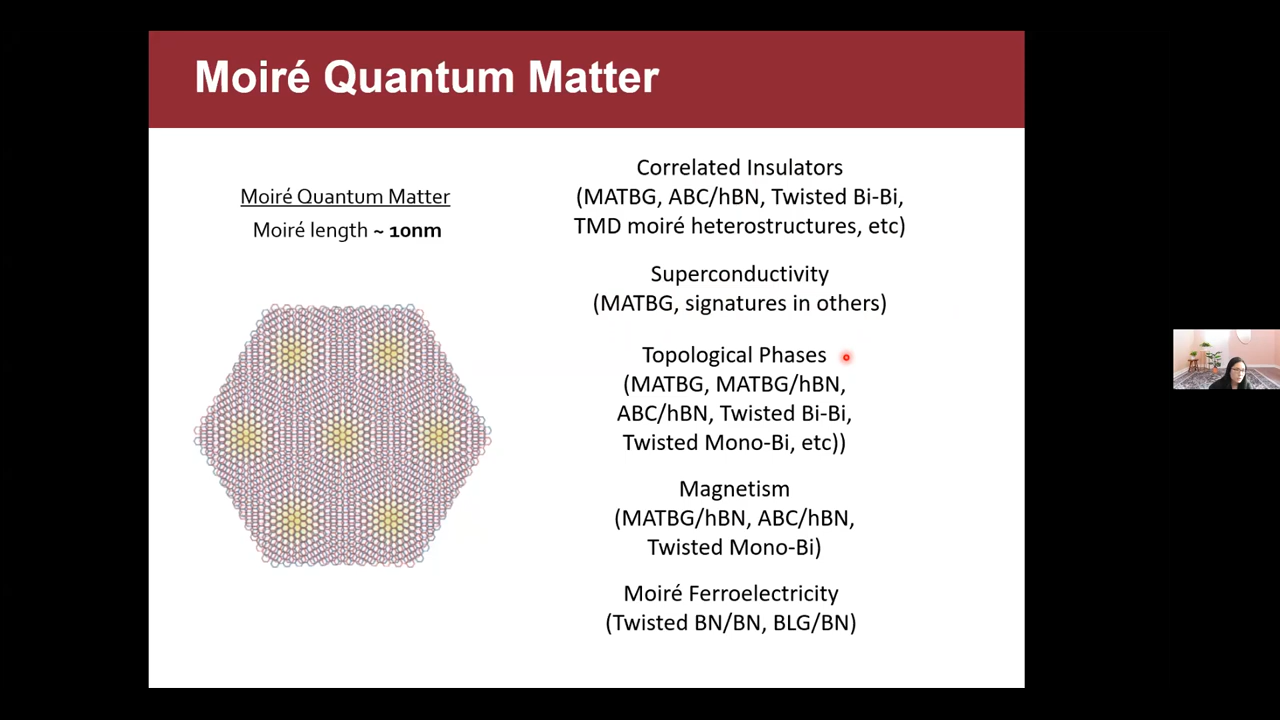 Moiré Quantum Matter
Moiré Quantum Matter
Moiré length ~ 10nm
Correlated Insulators
(MATBG, ABC/hBN, Twisted Bi-Bi,
TMD moiré heterostructures, etc)
Superconductivity
(MATBG, signatures in others)
Topological Phases
(MATBG, MATBG/hBN,
ABC/hBN, Twisted Bi-Bi,
Twisted Mono-Bi, etc))
Magnetism
(MATBG/hBN, ABC/hBN,
Twisted Mono-Bi)
Moiré Ferroelectricity
(Twisted BN/BN, BLG/BN)